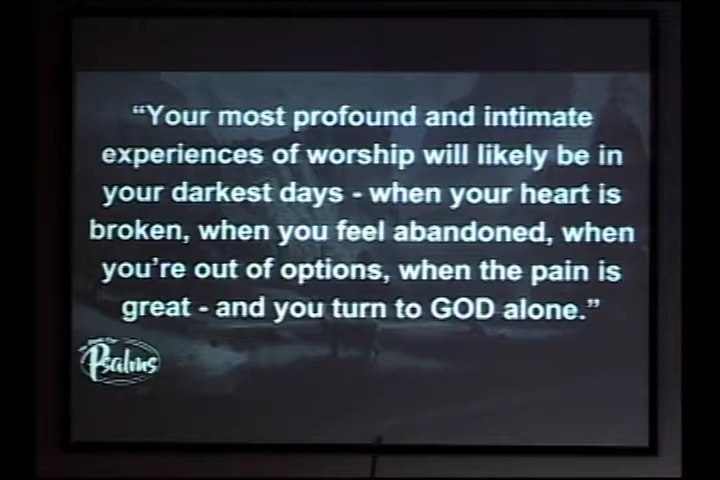 “Your most profound and intimate
experiences of worship will likely be in
your darkest days - when your heart is
broken, when you feel abandoned, when
you’re out of options, when the pain is
great - and you turn to GOD alone.”
Psalms